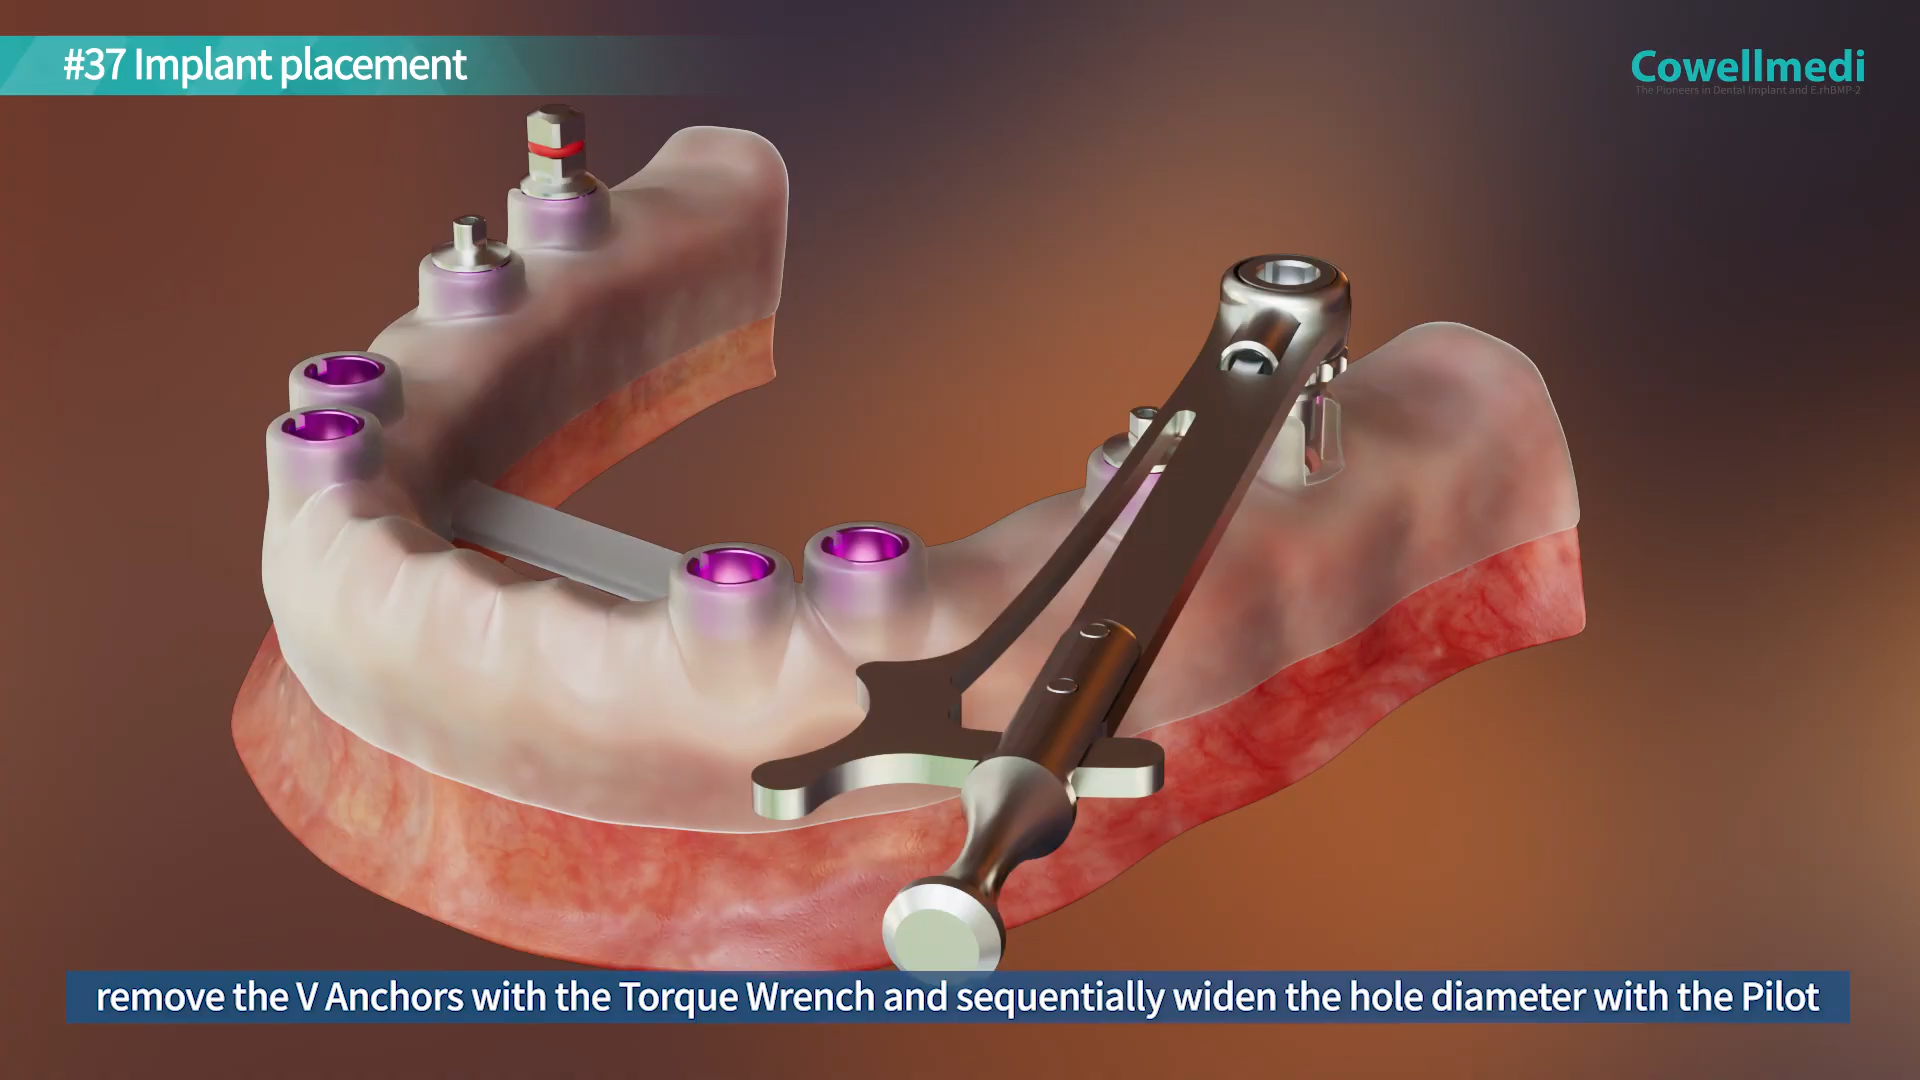 #37 Implant placement
Cowellmedi
The Pioneers in Dental Implant and E.rhBMP-2
remove the V Anchors with the Torque Wrench and sequentially widen the hole diameter with the Pilot